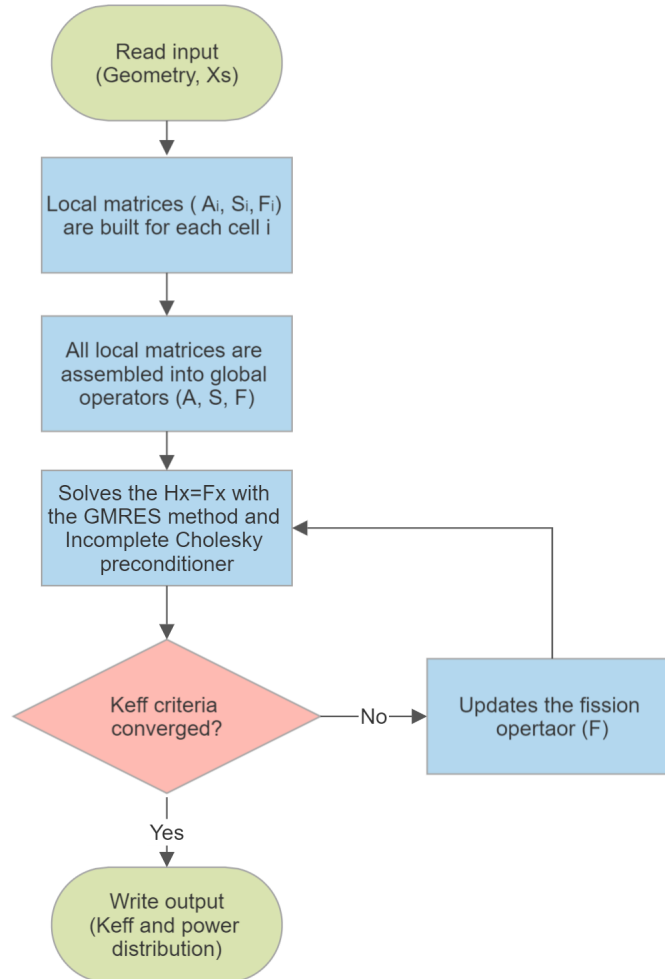 Read input
(Geometry, Xs)
Local matrices ( Ai, Si, Fi)
are built for each cell i
All local matrices are
assembled into global
operators (A, S, F)
Solves the Hx=Fx with
the GMRES method and
Incomplete Cholesky
preconditioner
Keff criteria
converged?
No
Updates the fission
opertaor (F)
Yes
Write output
(Keff and power
distribution)